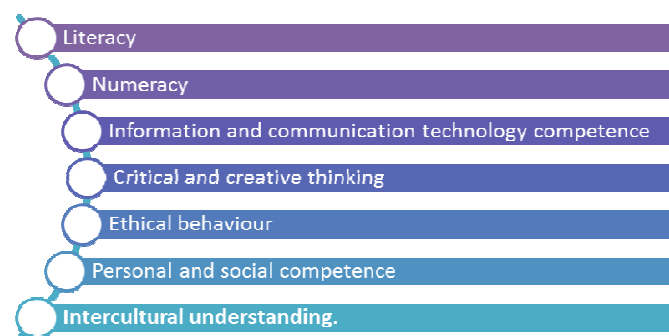 Literacy
Numeracy
Information and communication technology competence
Critical and creative thinking
Ethical behaviour
Personal and social competence
Intercultural understanding.